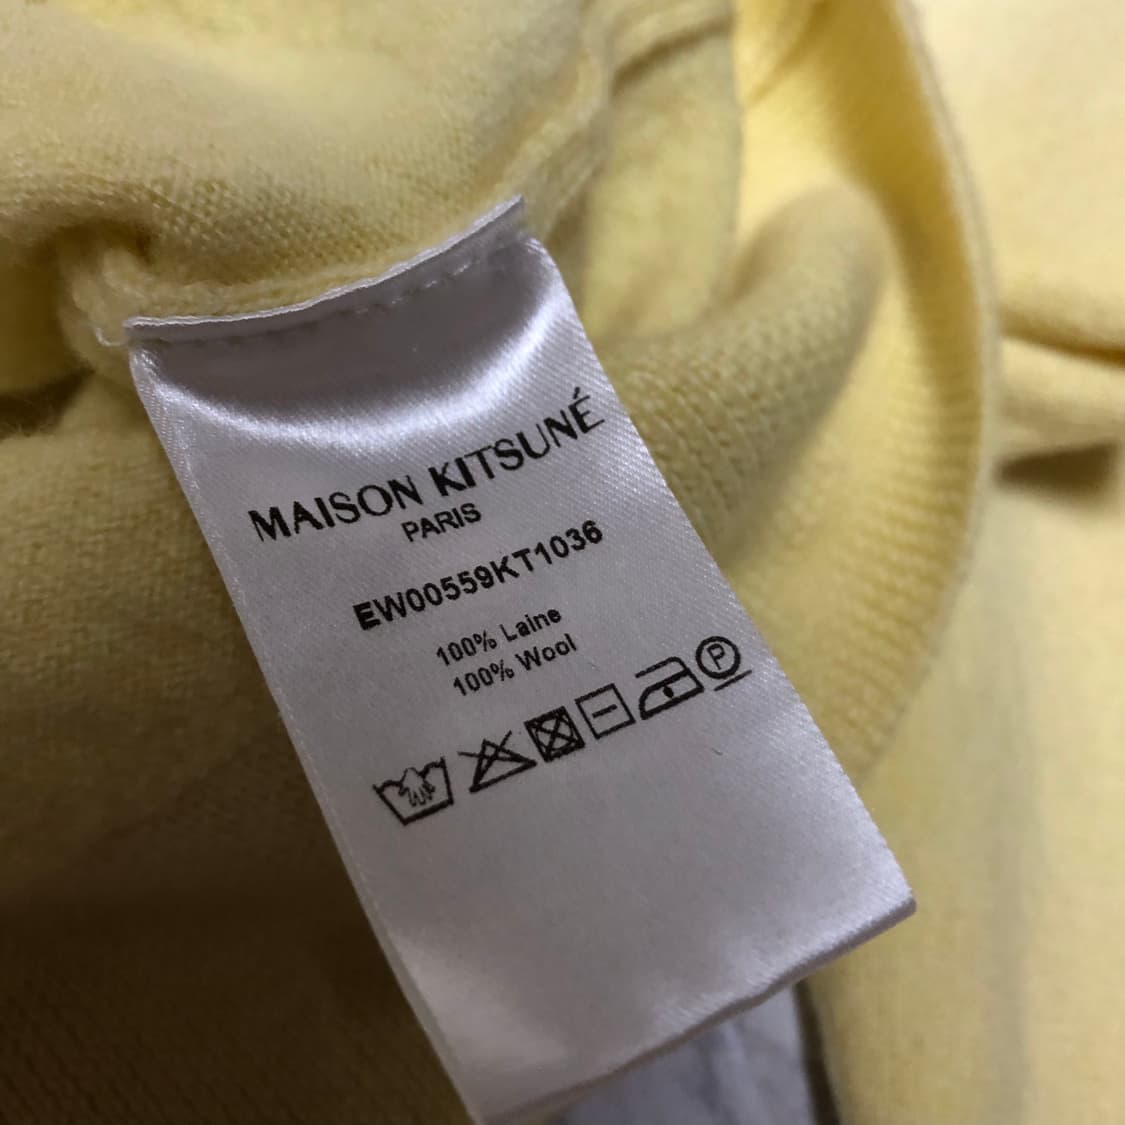 MAISON KITSUNÉ
PARIS
EW00559KT1036
100% Laine
100% Wool
P